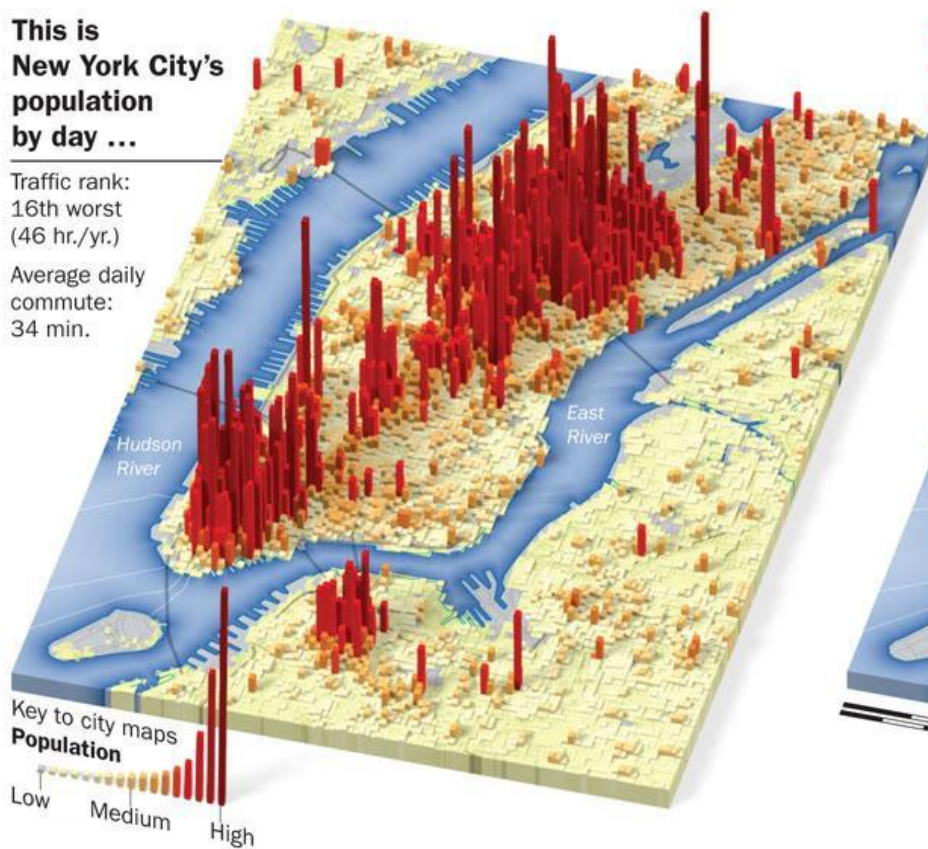 This is
New York City's
population
by day ...
Traffic rank:
16th worst
(46 hr./yr.)
Average daily
commute:
34 min.
Hudson
River
East
River
Key to city maps
Population
Low
Medium
High